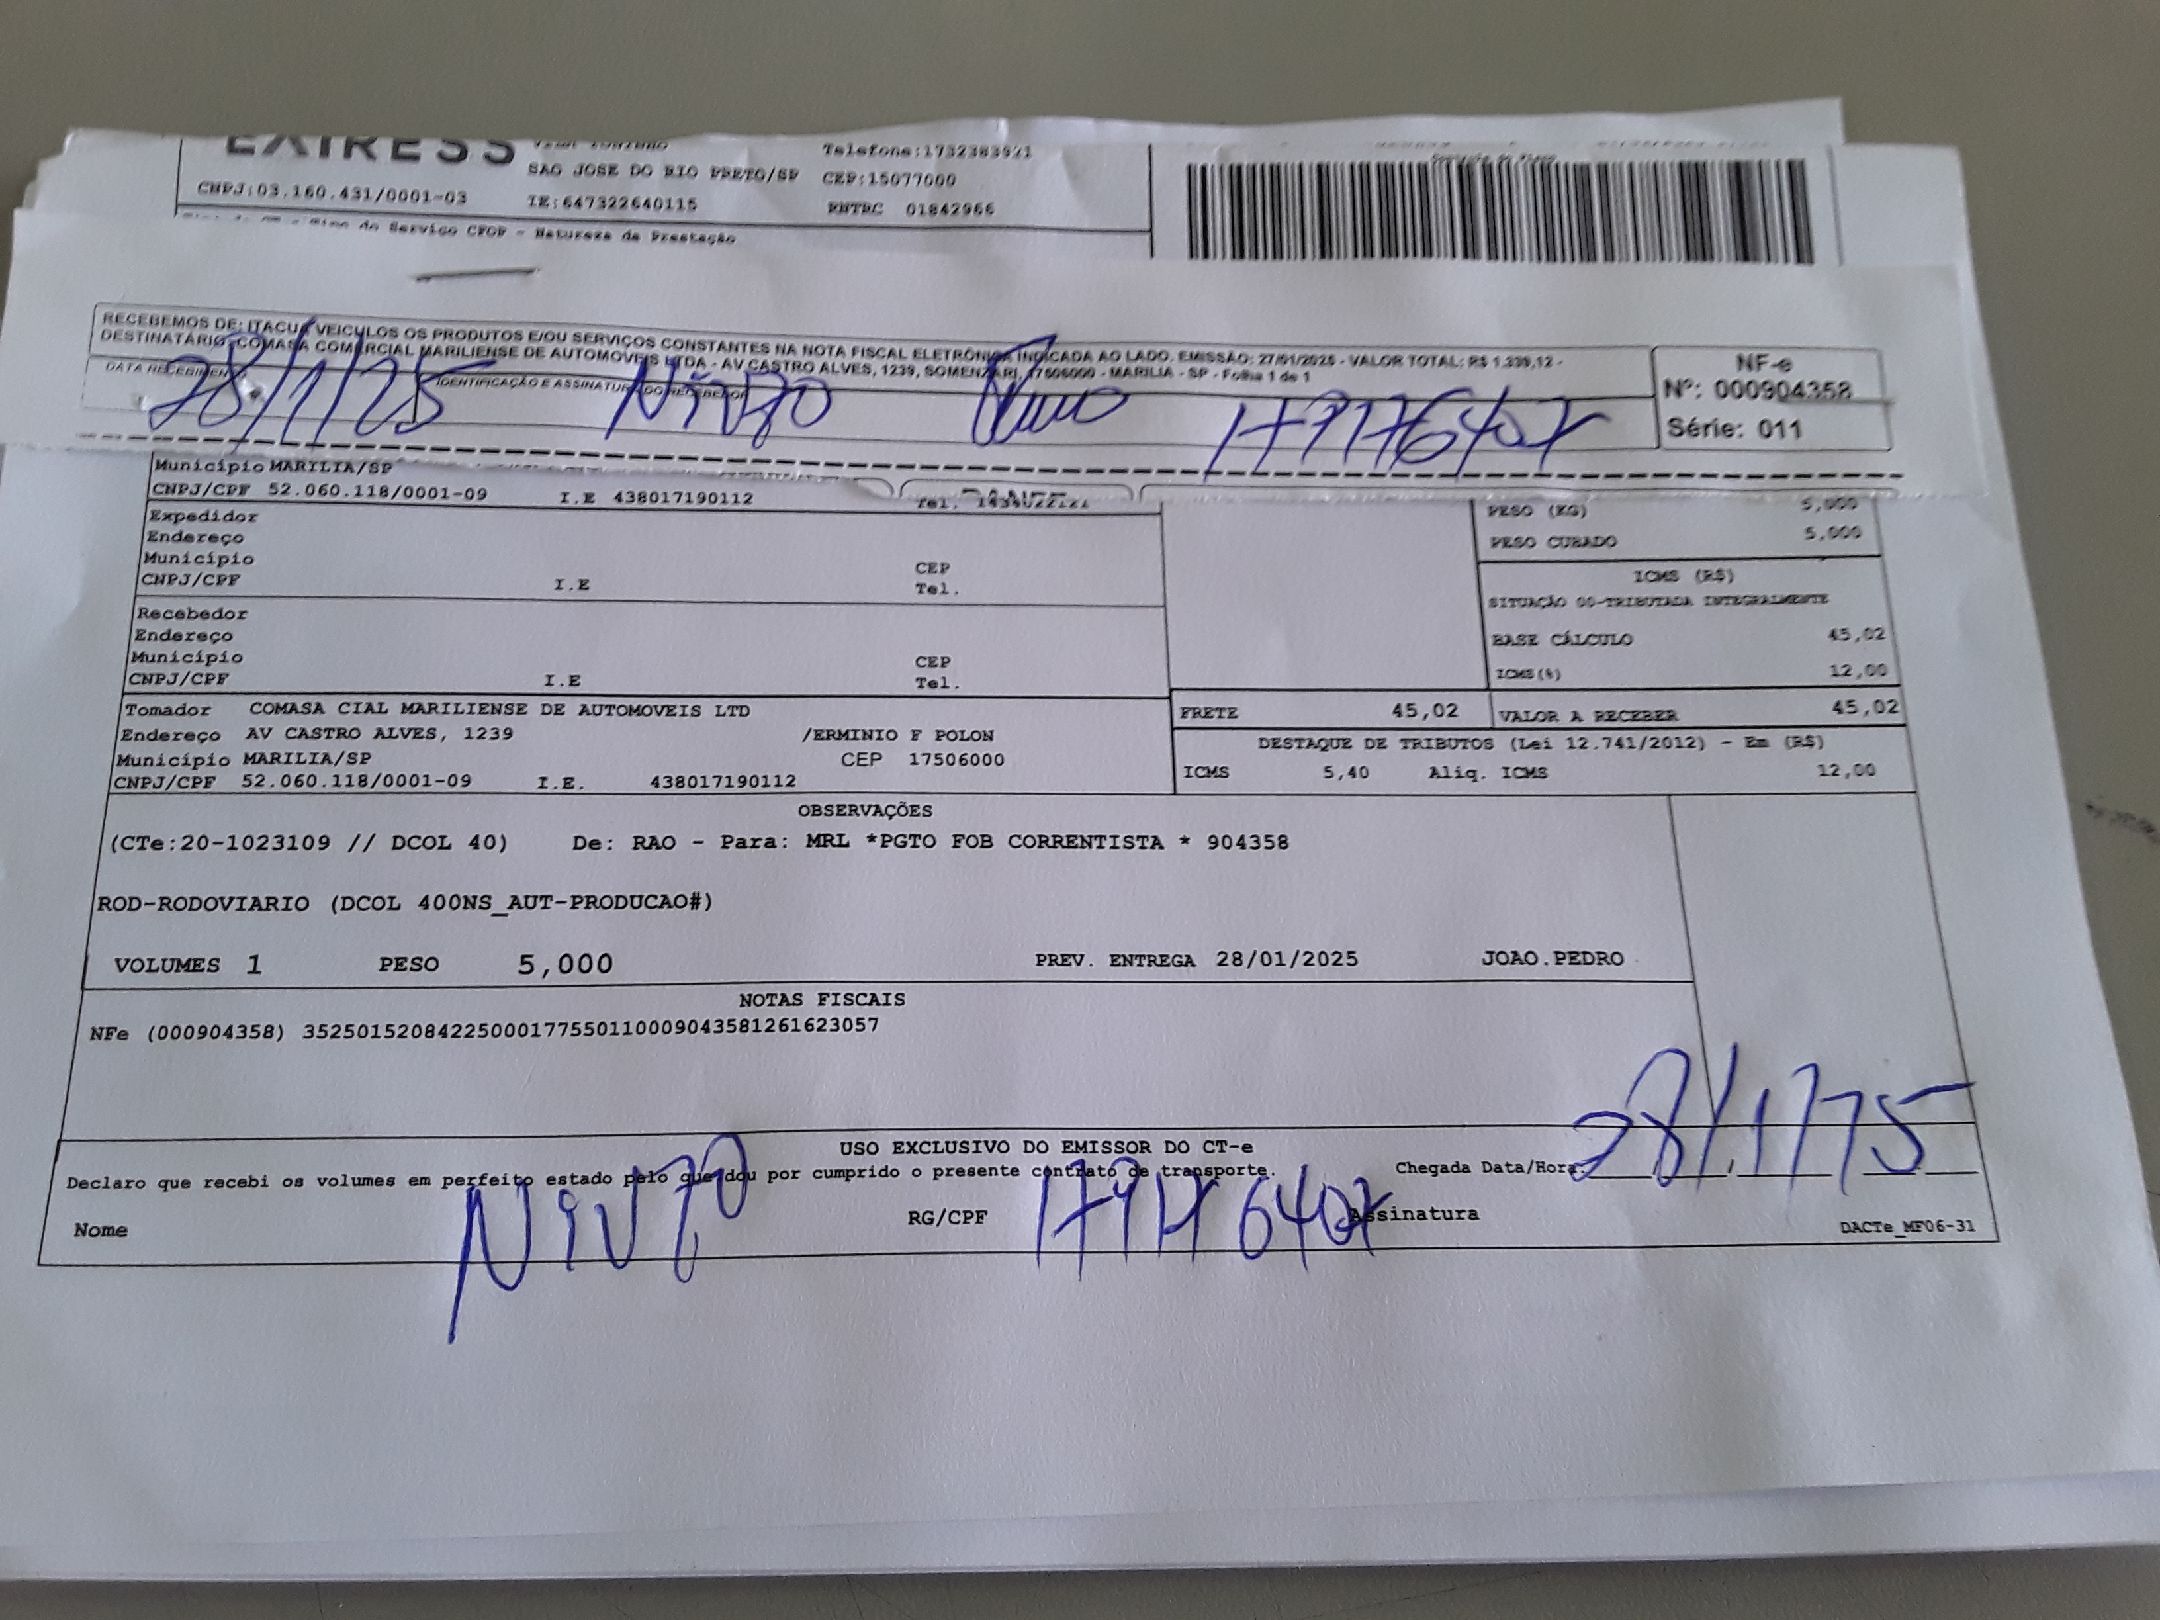 EXPRESS
Telefone:1732383921
SAO JOSE DO RIO PRETO/SP CEP:15077000
CNPJ:03.160.431/0001-03 IE:647322640115 RNTRC 01842966
do Serviço CFOP - Natureza da Prestação
RECEBEMOS DE: ITACUA VEICULOS OS PRODUTOS E/OU SERVIÇOS CONSTANTES NA NOTA FISCAL ELETRÔNICA INDICADA AO LADO. EMISSÃO: 27/01/2025 - VALOR TOTAL: R$ 1.339,12 -
DESTINATÁRIO: COMASA COMERCIAL MARILIENSE DE AUTOMOVEIS LTDA - AV CASTRO ALVES, 1239, SOMENZARI, 17506000 - MARILIA - SP - Folha 1 de 1
DATA RECEBIMEN IDENTIFICAÇÃO E ASSINATURA DO RECEBEDOR
28/1/25
NF-e
Nº: 000904358
Série: 011
Município MARILIA/SP
CNPJ/CPF 52.060.118/0001-09 I.E 438017190112 Tel.
Expedidor
Endereço
Município CEP
CNPJ/CPF I.E Tel.
Recebedor
Endereço
Município CEP
CNPJ/CPF I.E Tel.
PESO (KG) 5,000
PESO CUBADO 5,000
ICMS (R$)
SITUAÇÃO 00-TRIBUTADA INTEGRALMENTE
BASE CÁLCULO 45,02
ICMS(%) 12,00
Tomador COMASA CIAL MARILIENSE DE AUTOMOVEIS LTD
Endereço AV CASTRO ALVES, 1239 /ERMINIO F POLON
Município MARILIA/SP CEP 17506000
CNPJ/CPF 52.060.118/0001-09 I.E. 438017190112
FRETE 45,02 VALOR A RECEBER 45,02
DESTAQUE DE TRIBUTOS (Lei 12.741/2012) - Em (R$)
ICMS 5,40 Aliq. ICMS 12,00
OBSERVAÇÕES
(CTe:20-1023109 // DCOL 40) De: RAO - Para: MRL *PGTO FOB CORRENTISTA * 904358
ROD-RODOVIARIO (DCOL 400NS_AUT-PRODUCAO#)
VOLUMES 1 PESO 5,000 PREV. ENTREGA 28/01/2025 JOAO.PEDRO
NOTAS FISCAIS
NFe (000904358) 35250152084225000177550110009043581261623057
USO EXCLUSIVO DO EMISSOR DO CT-e
Declaro que recebi os volumes em perfeito estado pelo que dou por cumprido o presente contrato de transporte. Chegada Data/Hora: 28/1/25
Nome RG/CPF Assinatura
DACTe_MF06-31